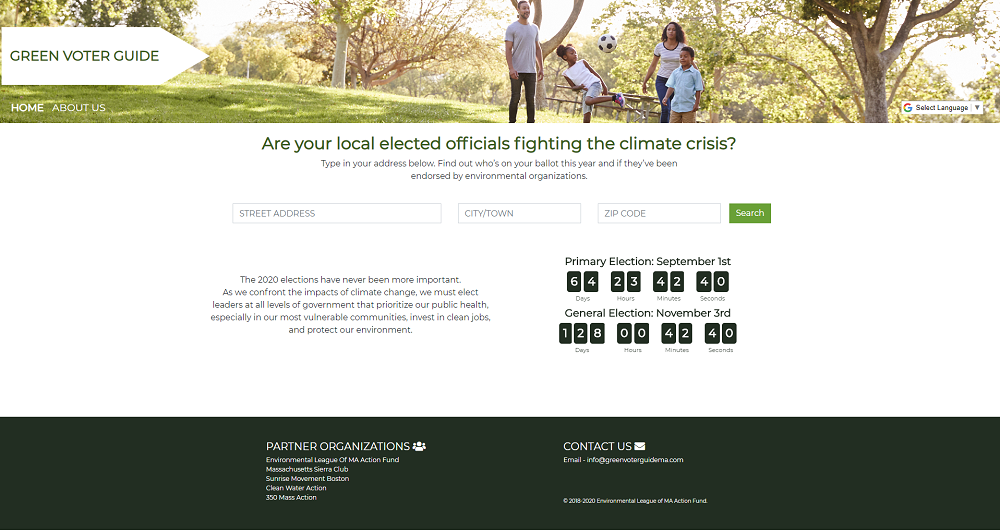 GREEN VOTER GUIDE
HOME ABOUT US
Select Language ▼
Are your local elected officials fighting the climate crisis?
Type in your address below. Find out who's on your ballot this year and if they've been
endorsed by environmental organizations.
STREET ADDRESS CITY/TOWN ZIP CODE Search
The 2020 elections have never been more important.
As we confront the impacts of climate change, we must elect
leaders at all levels of government that prioritize our public health,
especially in our most vulnerable communities, invest in clean jobs,
and protect our environment.
Primary Election: September 1st
64 23 42 40
Days Hours Minutes Seconds
General Election: November 3rd
128 00 42 40
Days Hours Minutes Seconds
PARTNER ORGANIZATIONS
Environmental League Of MA Action Fund
Massachusetts Sierra Club
Sunrise Movement Boston
Clean Water Action
350 Mass Action
CONTACT US
Email - info@greenvoterguidema.com
© 2018-2020 Environmental League of MA Action Fund.